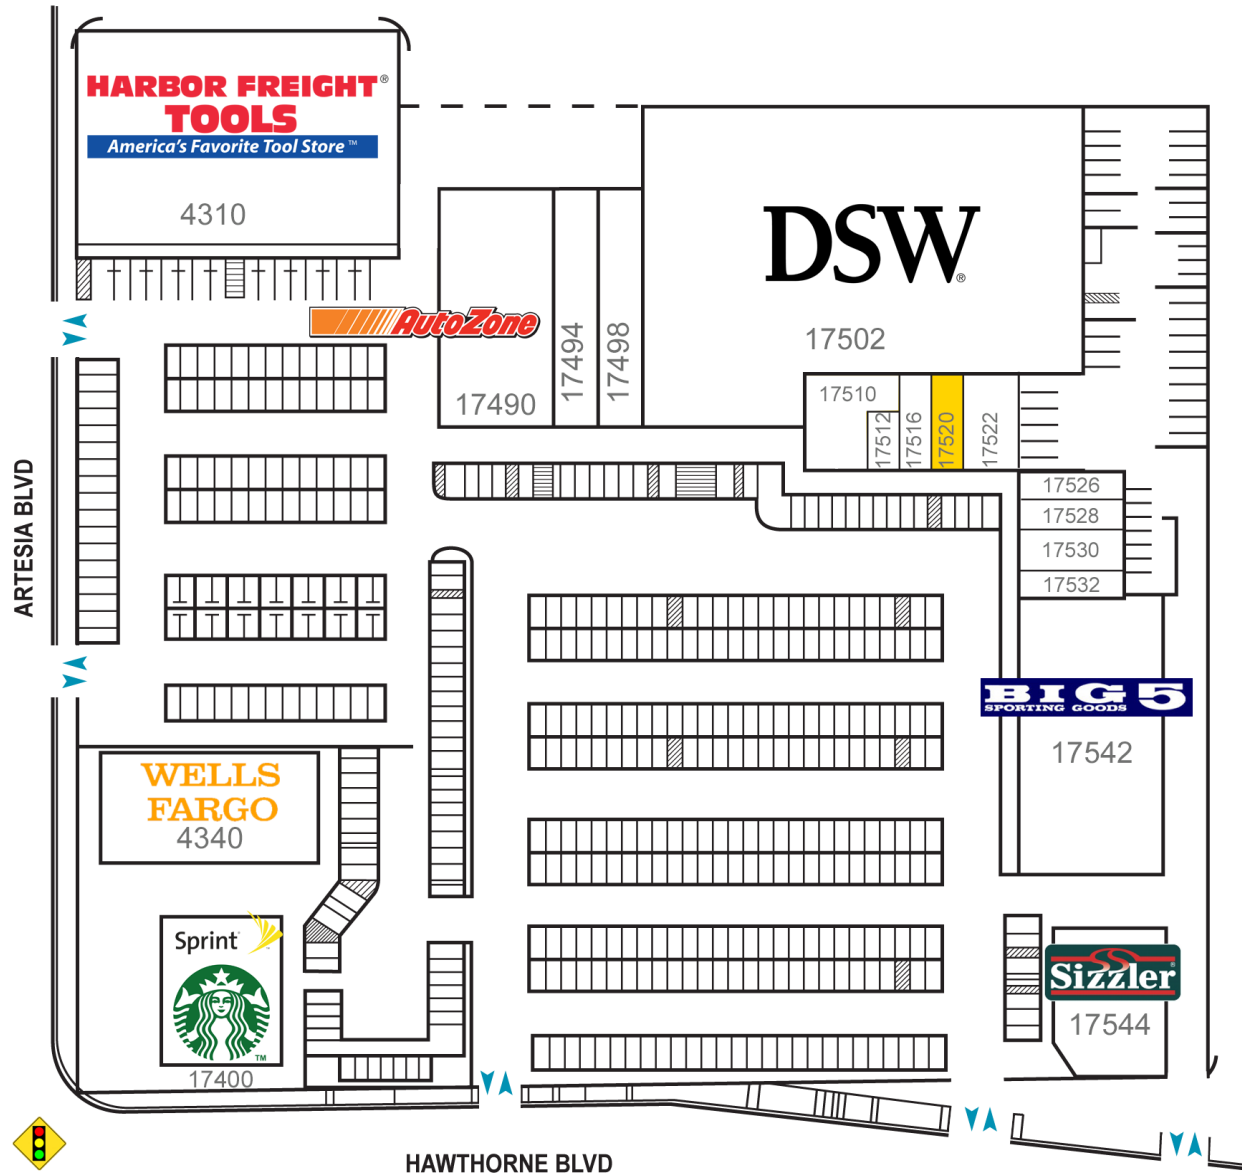 HARBOR FREIGHT®
TOOLS
America's Favorite Tool Store™
4310
DSW®
17502
AutoZone
17490
17494
17498
17510
17512
17516
17520
17522
17526
17528
17530
17532
ARTESIA BLVD
BIG 5
SPORTING GOODS
17542
WELLS
FARGO
4340
Sprint
TM
17400
Sizzler®
17544
HAWTHORNE BLVD